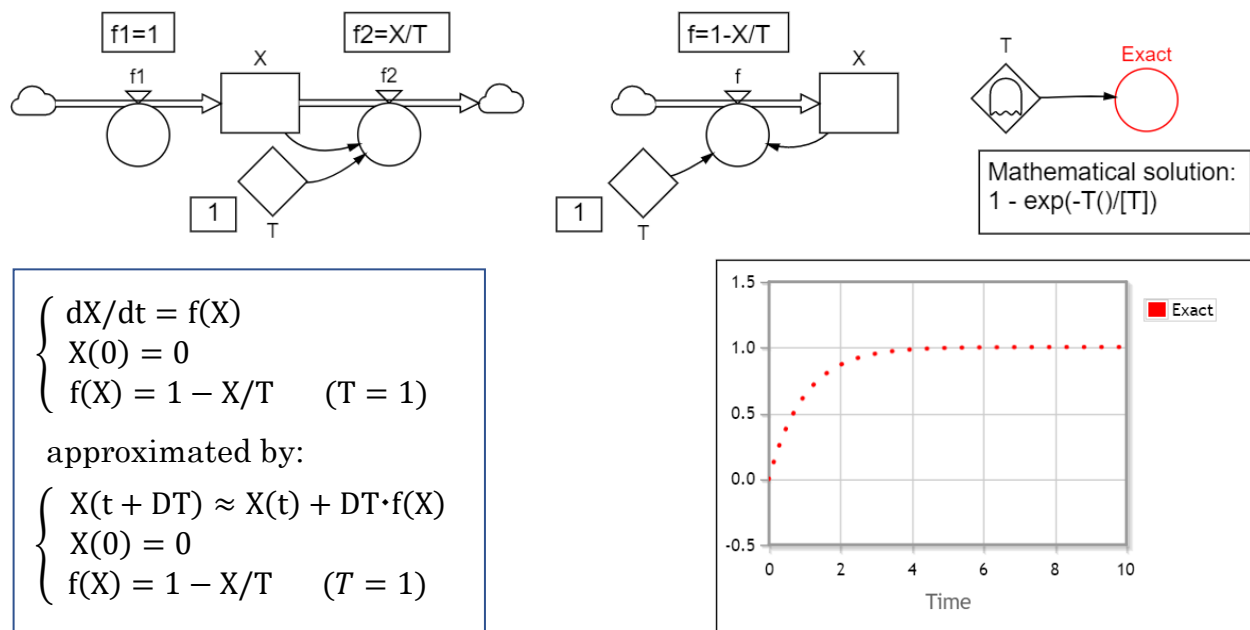 f1=1
f2=X/T
f=1-X/T
f1
X
f2
T
1
f
X
T
1
T
Exact
Mathematical solution:
1 - exp(-T()/[T])
dX/dt = f(X)
X(0) = 0
f(X) = 1 − X/T (T = 1)
approximated by:
X(t + DT) ≈ X(t) + DT·f(X)
X(0) = 0
f(X) = 1 − X/T (T = 1)
1.5
1.0
0.5
0.0
-0.5
0 2 4 6 8 10
Time
Exact